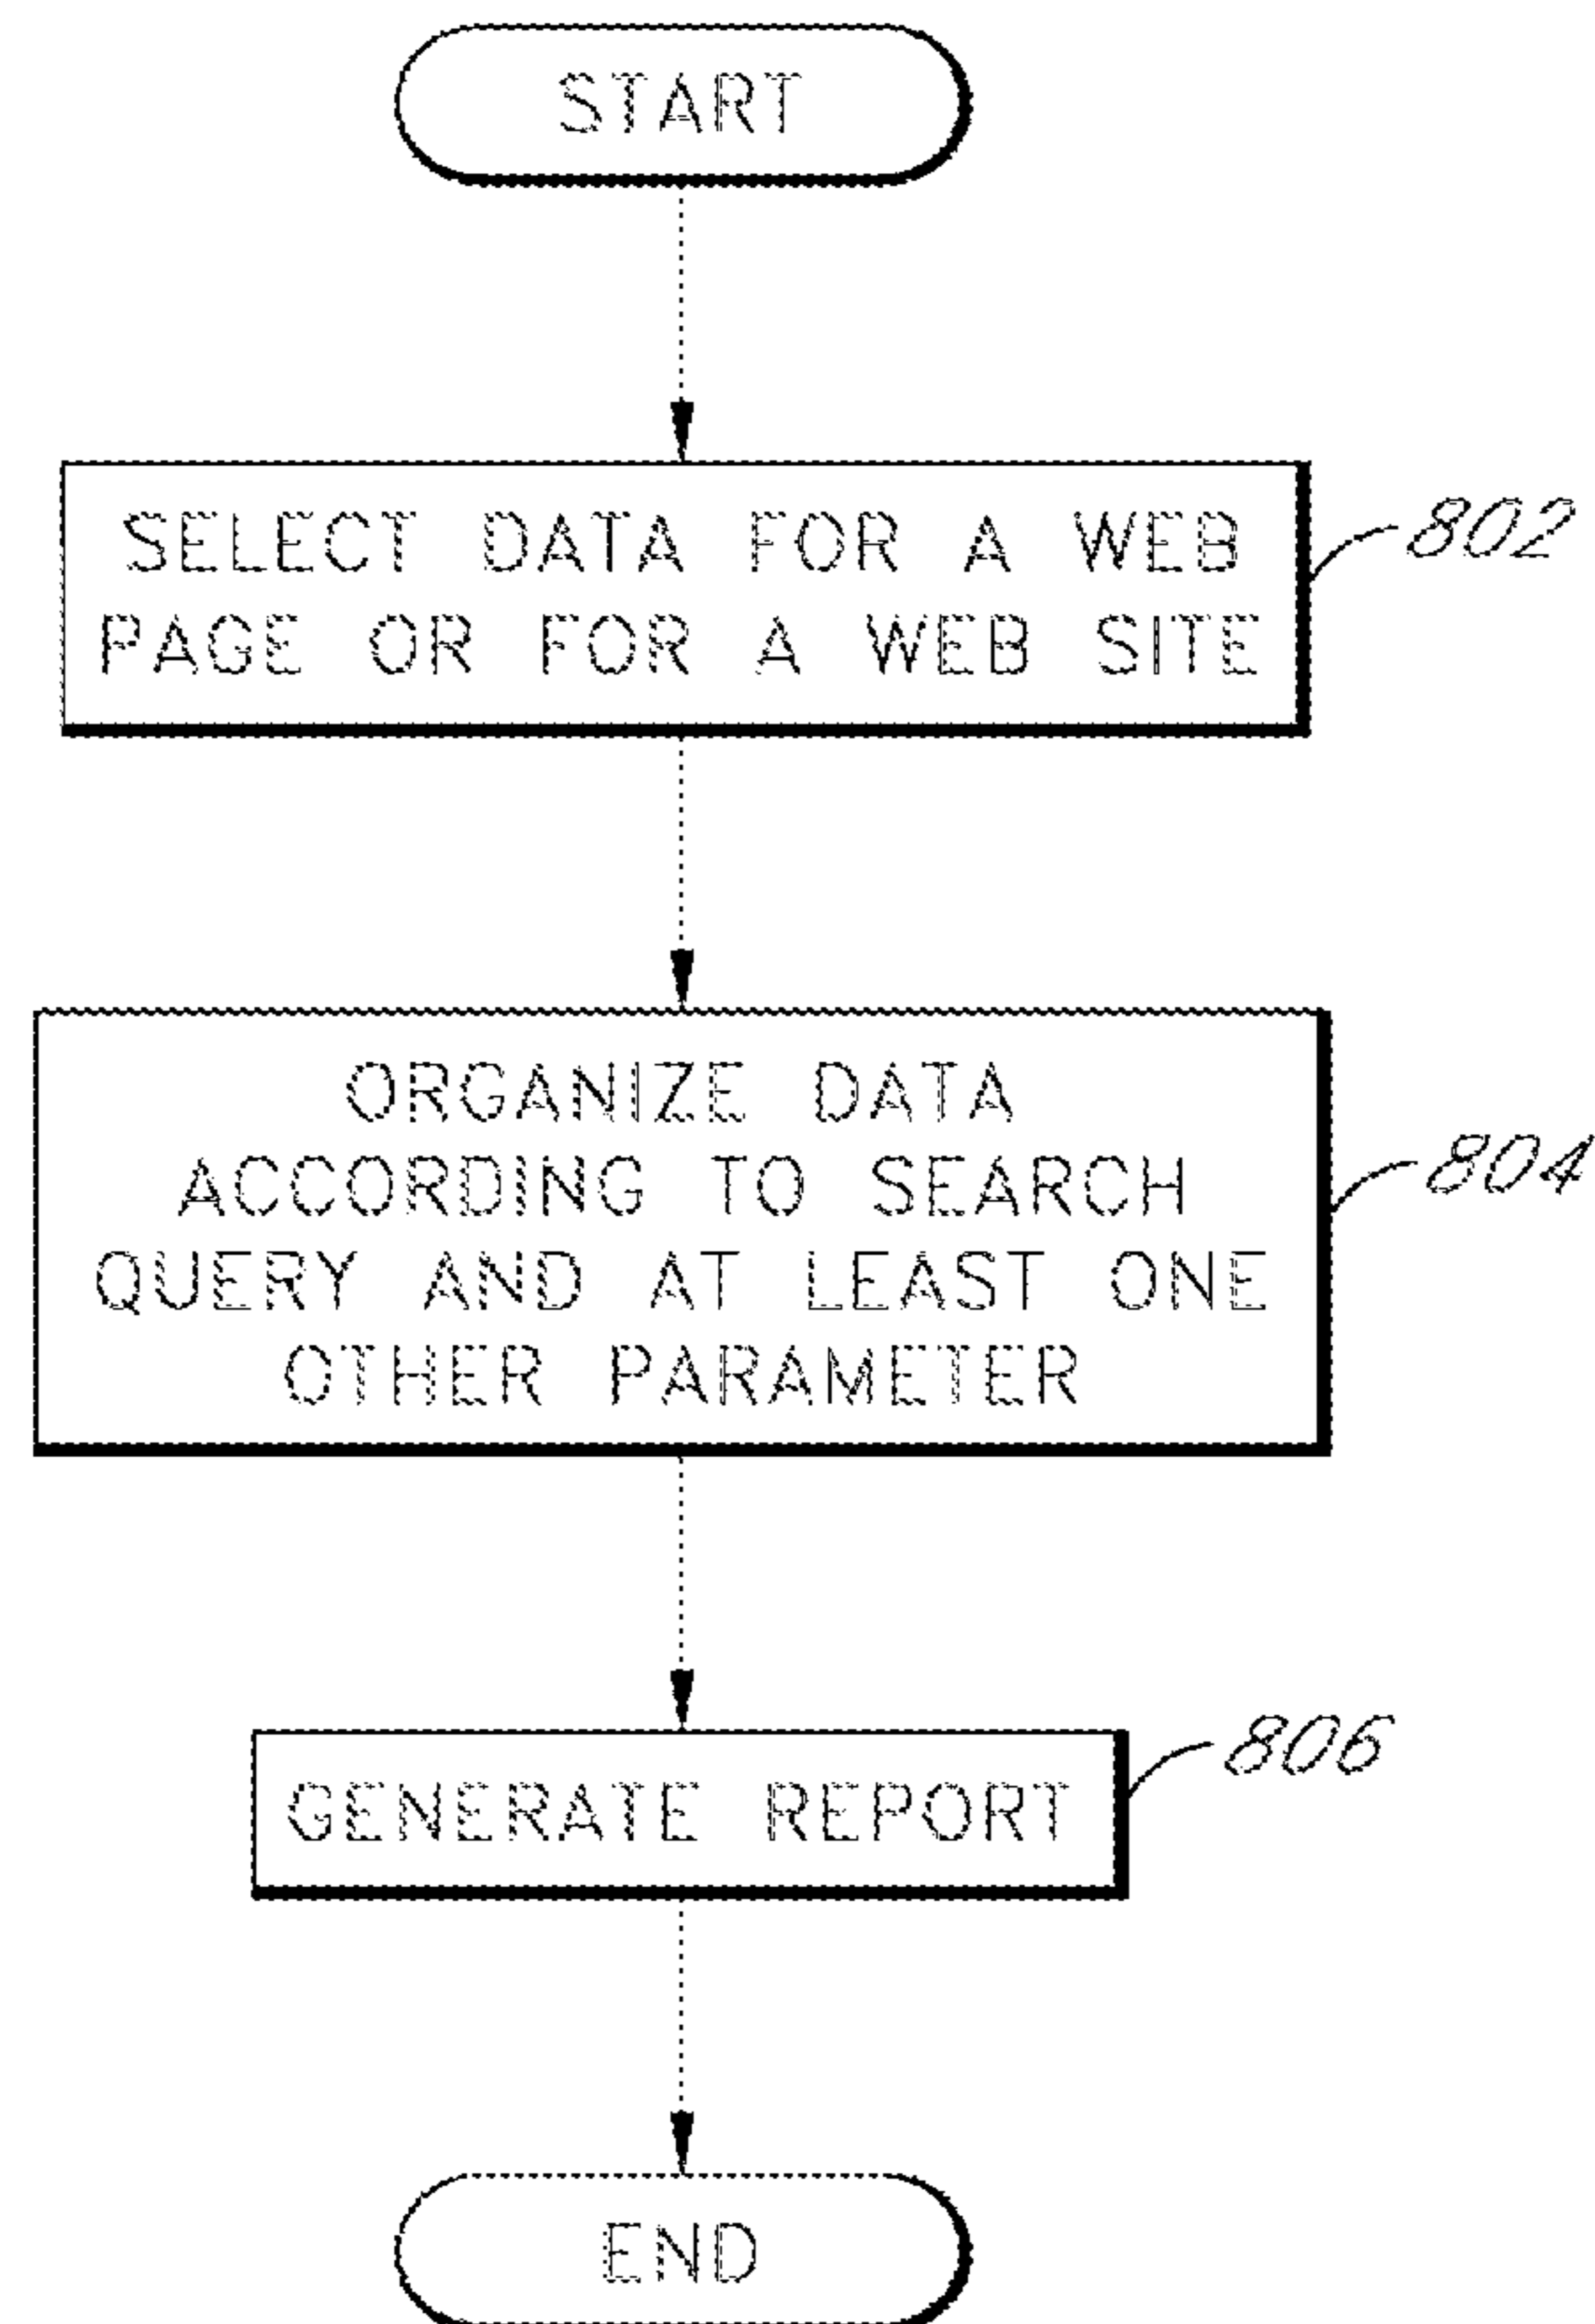 START
SELECT DATA FOR A WEB
PAGE OR FOR A WEB SITE
802
ORGANIZE DATA
ACCORDING TO SEARCH
QUERY AND AT LEAST ONE
OTHER PARAMETER
804
GENERATE REPORT
806
END